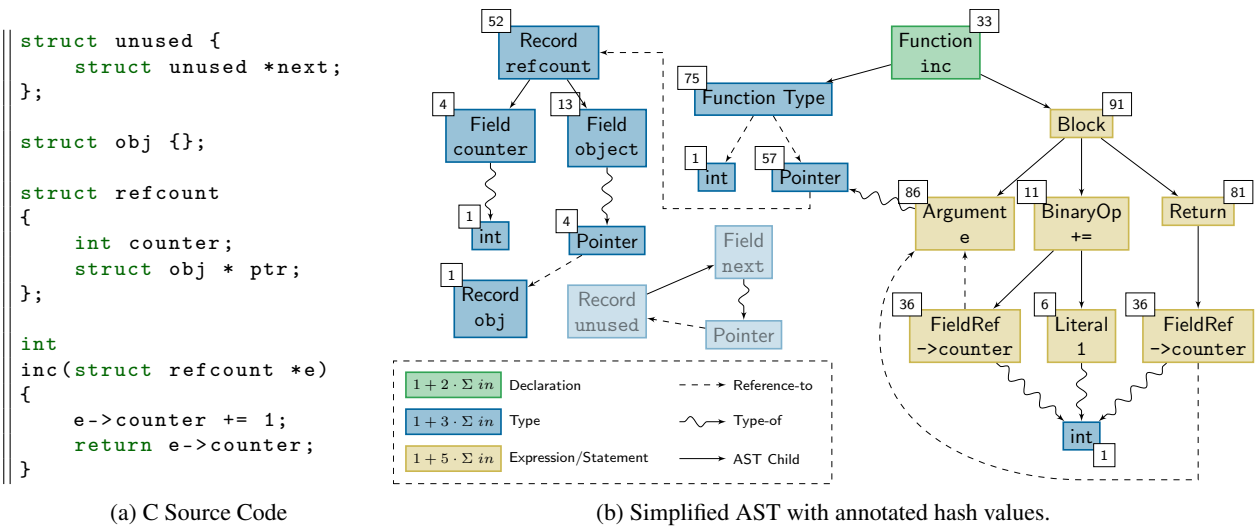 struct unused {
    struct unused *next;
};
struct obj {};
struct refcount
{
    int counter;
    struct obj * ptr;
};
int
inc(struct refcount *e)
{
    e->counter += 1;
    return e->counter;
}
(a) C Source Code
52
Record
refcount
33
Function
inc
75
Function Type
4
Field
counter
13
Field
object
91
Block
1
int
57
Pointer
86
Argument
e
11
BinaryOp
+=
81
Return
1
int
4
Pointer
Field
next
1
Record
obj
Record
unused
Pointer
36
FieldRef
->counter
6
Literal
1
36
FieldRef
->counter
int
1
1 + 2 · Σ in Declaration
1 + 3 · Σ in Type
1 + 5 · Σ in Expression/Statement
Reference-to
Type-of
AST Child
(b) Simplified AST with annotated hash values.